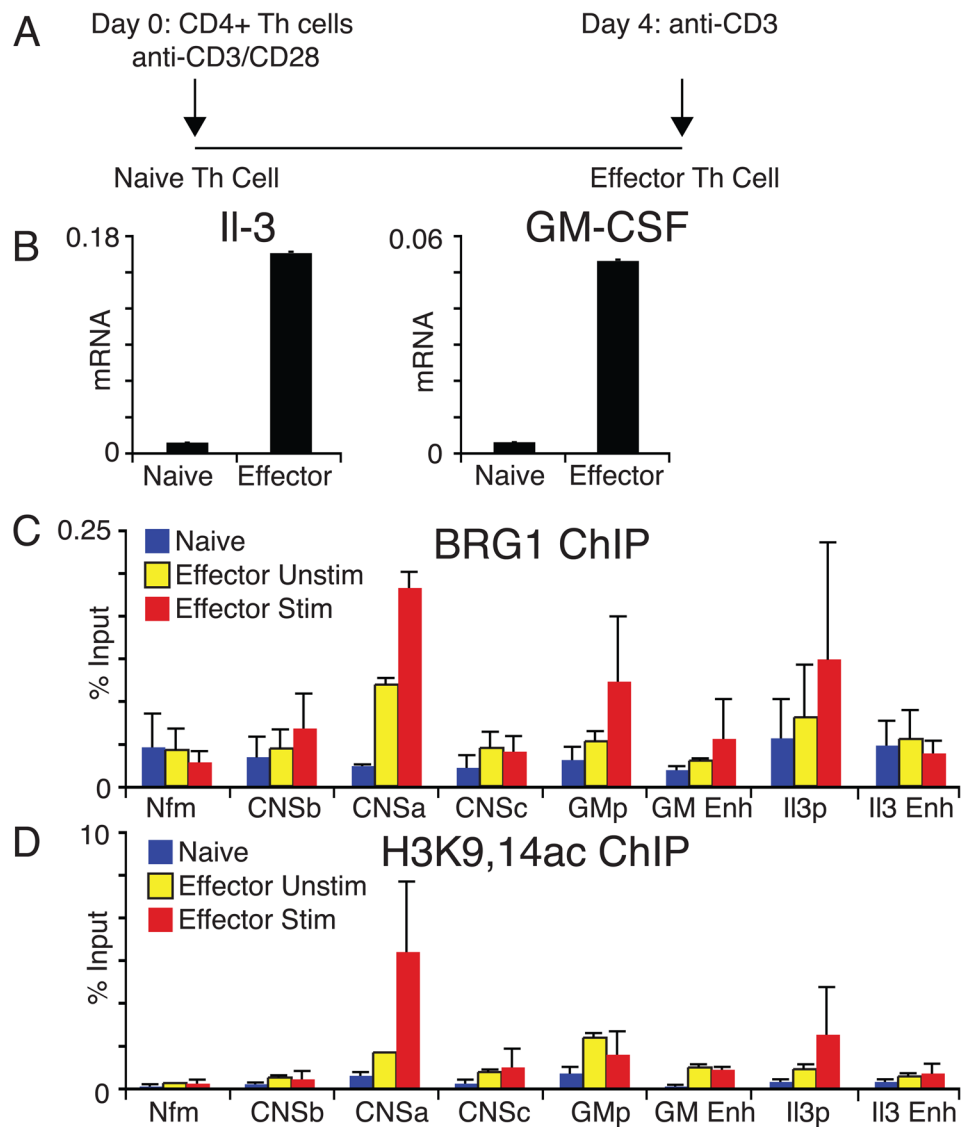 A
Day 0: CD4+ Th cells
anti-CD3/CD28
Day 4: anti-CD3
Naive Th Cell
Effector Th Cell
B
Il-3
0.18
mRNA
0
Naive
Effector
GM-CSF
0.06
mRNA
0
Naive
Effector
C
BRG1 ChIP
0.25
% Input
0
Naive
Effector Unstim
Effector Stim
Nfm
CNSb
CNSa
CNSc
GMp
GM Enh
Il3p
Il3 Enh
D
H3K9,14ac ChIP
10
% Input
0
Naive
Effector Unstim
Effector Stim
Nfm
CNSb
CNSa
CNSc
GMp
GM Enh
Il3p
Il3 Enh